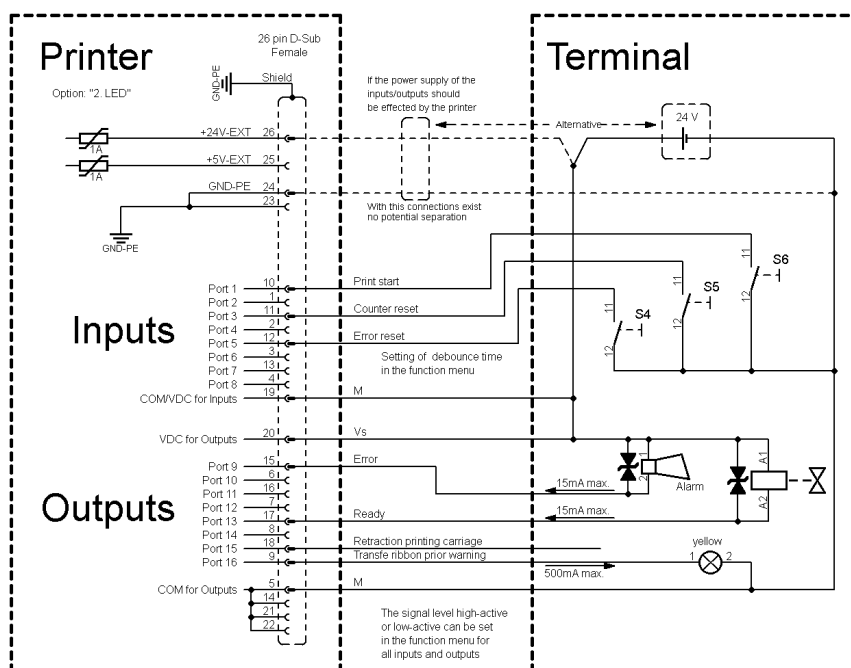 Printer
Option: "2. LED"
26 pin D-Sub
Female
Shield
GND-PE
+24V-EXT 26
1A
+5V-EXT 25
1A
GND-PE 24
23
GND-PE
If the power supply of the
inputs/outputs should
be effected by the printer
Alternative
With this connections exist
no potential separation
Terminal
24 V
Inputs
Port 1 10 Print start
Port 2 1
Port 3 11 Counter reset
Port 4 2
Port 5 12 Error reset
Port 6 3
Port 7 13
Port 8 4
COM/VDC for Inputs 19 M
Setting of debounce time
in the function menu
11
12
S4
11
12
S5
11
12
S6
VDC for Outputs 20 Vs
Outputs
Port 9 15 Error
Port 10 6
Port 11 16
Port 12 7
Port 13 17 Ready
Port 14 8
Port 15 18 Retraction printing carriage
Port 16 9 Transfe ribbon prior warning
COM for Outputs 5 M
14
21
22
15mA max.
15mA max.
500mA max.
1
2
Alarm
A1
A2
yellow
1 2
The signal level high-active
or low-active can be set
in the function menu for
all inputs and outputs